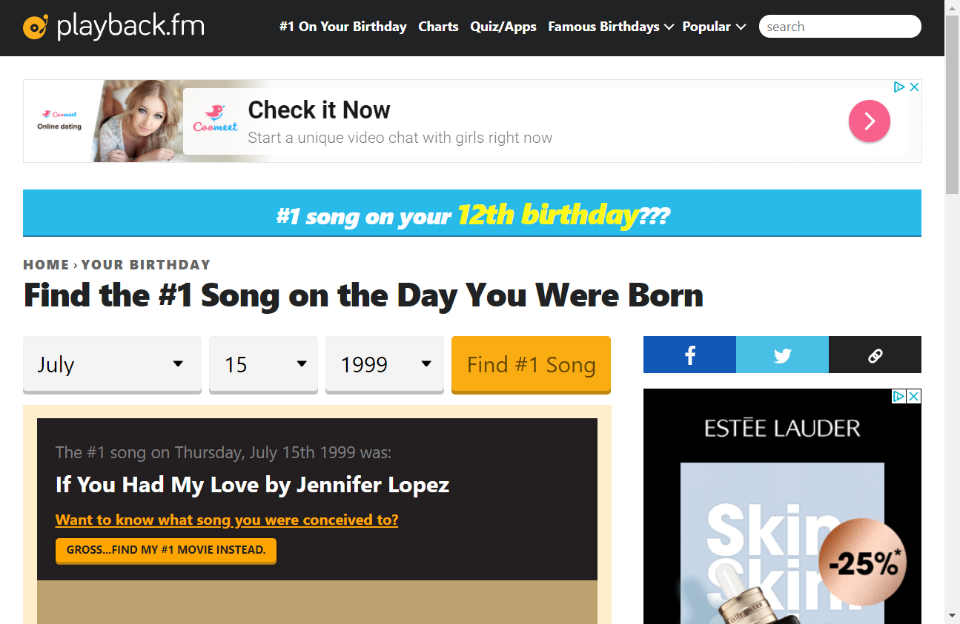 playback.fm
#1 On Your Birthday Charts Quiz/Apps Famous Birthdays Popular search
Coomeet
Online dating
Coomeet
Check it Now
Start a unique video chat with girls right now
#1 song on your 12th birthday???
HOME › YOUR BIRTHDAY
Find the #1 Song on the Day You Were Born
July 15 1999 Find #1 Song
The #1 song on Thursday, July 15th 1999 was:
If You Had My Love by Jennifer Lopez
Want to know what song you were conceived to?
GROSS...FIND MY #1 MOVIE INSTEAD.
ESTĒE LAUDER
Skin
Skin
-25%*